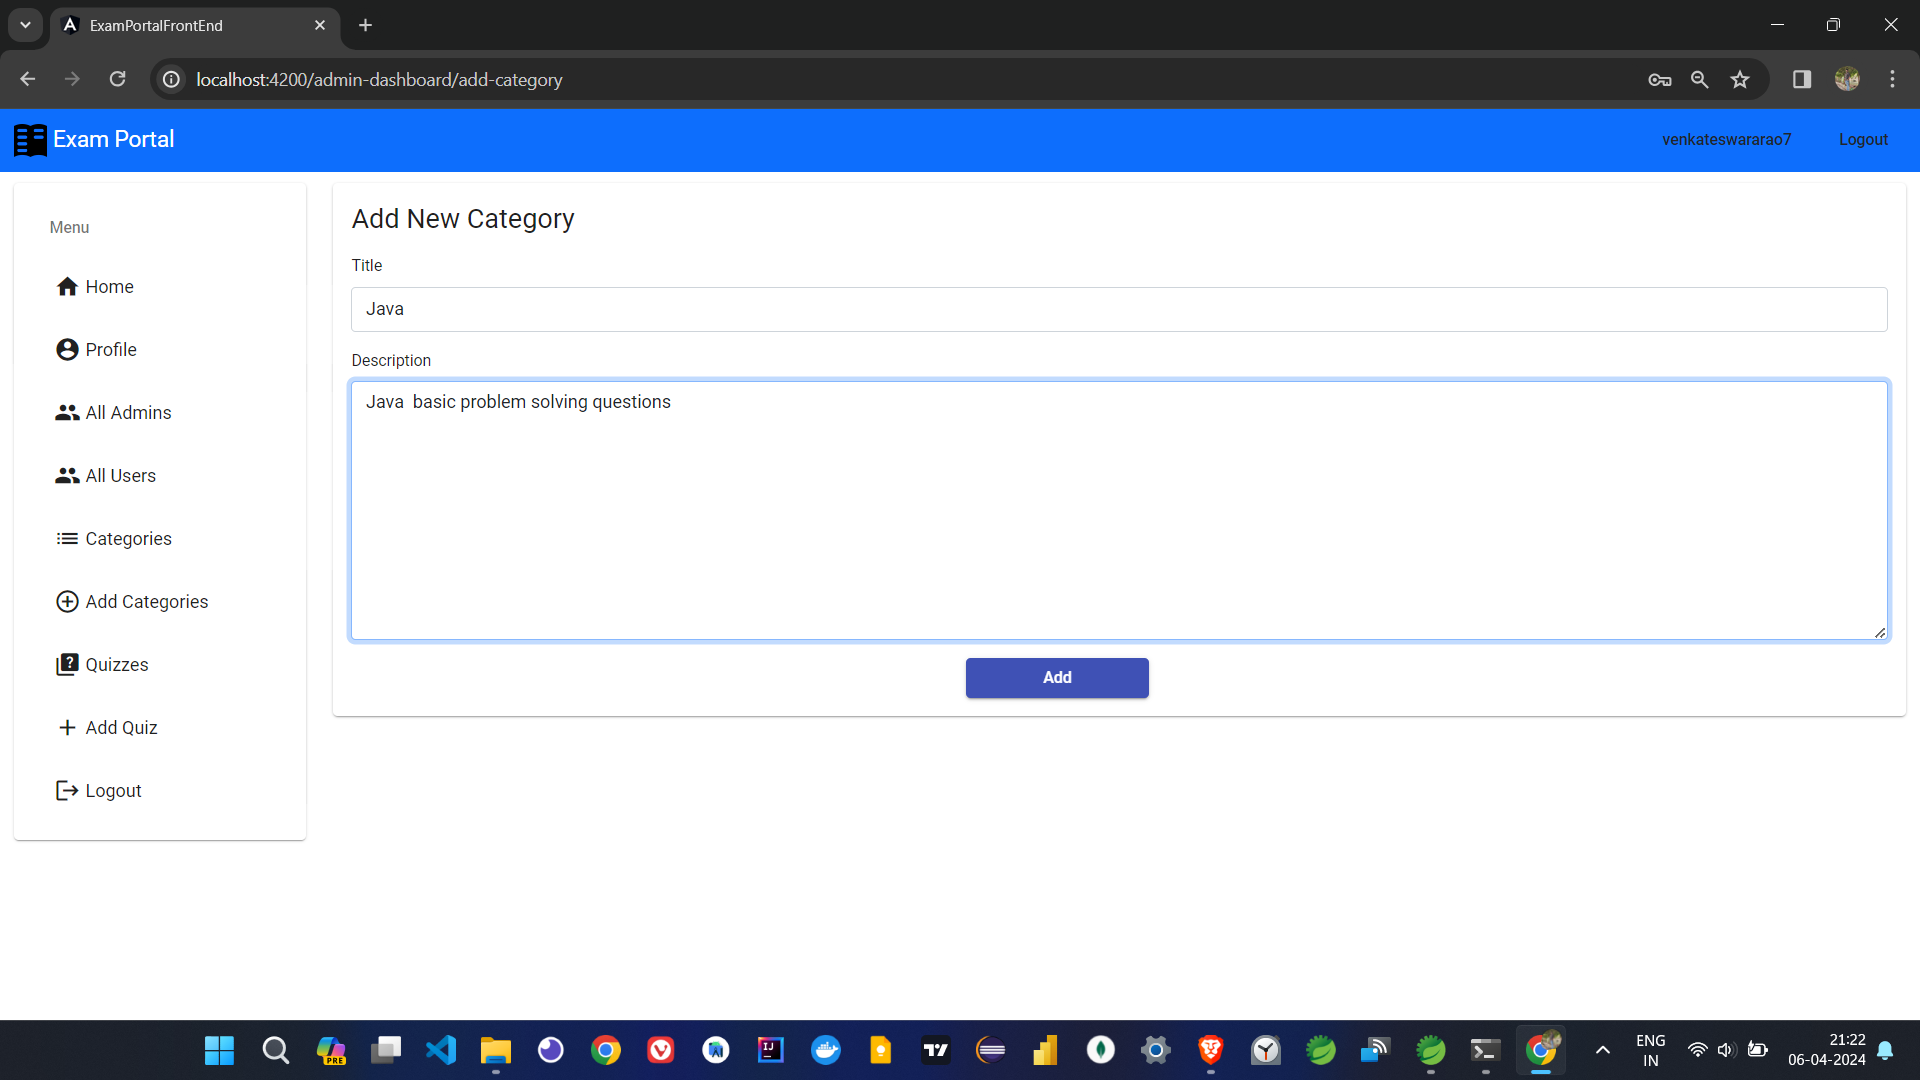 ExamPortalFrontEnd
localhost:4200/admin-dashboard/add-category
Exam Portal
venkateswararao7
Logout
Menu
Home
Profile
All Admins
All Users
Categories
Add Categories
Quizzes
Add Quiz
Logout
Add New Category
Title
Java
Description
Java  basic problem solving questions
Add
PRE
IJ
ENG
IN
21:22
06-04-2024